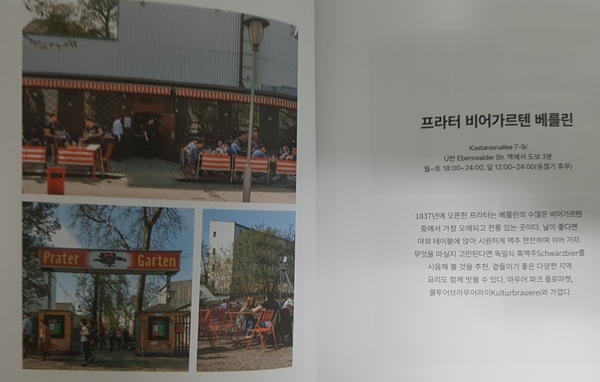 Prater Garten
프라터 비어가르텐 베를린
Kastanienallee 7-9/
U반 Eberswalder Str. 역에서 도보 3분
월~토 18:00~24:00, 일 12:00~24:00(동절기 휴무)
1837년에 오픈한 프라터는 베를린의 수많은 비어가르텐
중에서 가장 오래되고 전통 있는 곳이다. 날이 좋다면
야외 테이블에 앉아 시원하게 맥주 한잔하며 쉬어 가자.
무엇을 마실지 고민된다면 독일식 흑맥주Schwarzbier를
시음해 볼 것을 추천. 곁들이기 좋은 다양한 지역
요리도 함께 맛볼 수 있다. 마우어 파크 플로마켓,
쿨투어브라우어라이Kulturbrauerei와 가깝다.